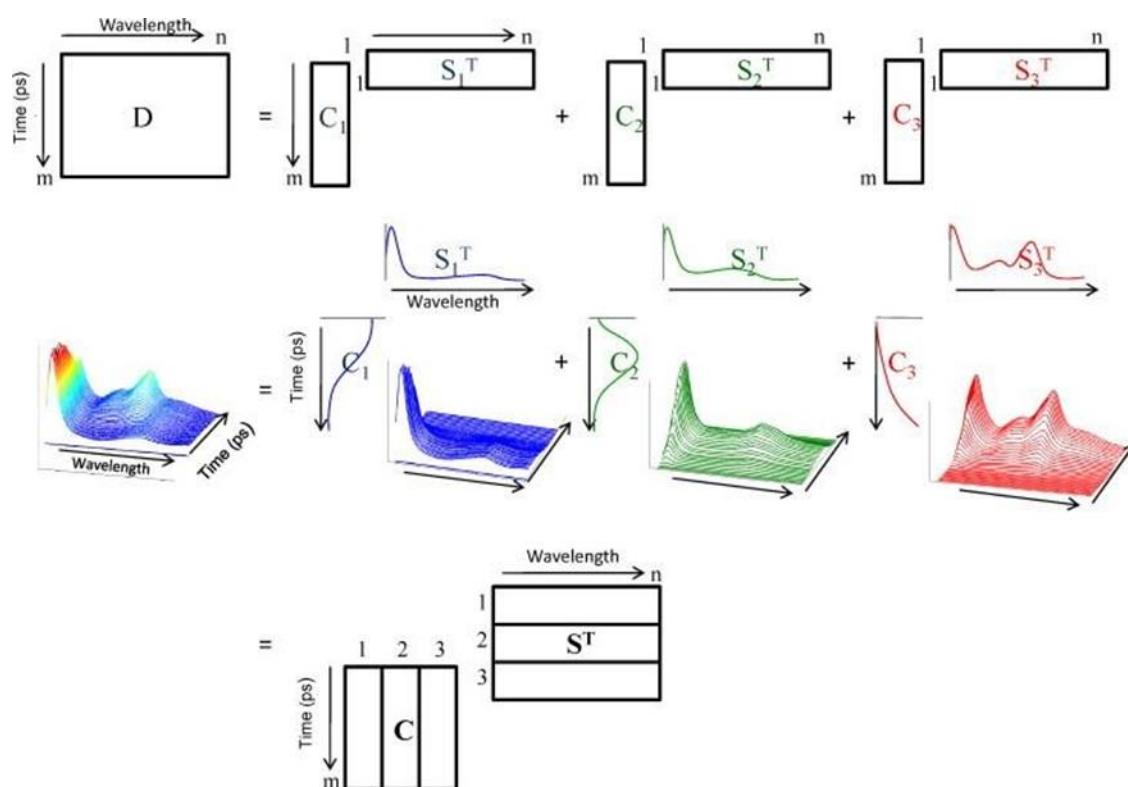 Wavelength
n
Time (ps)
m
D
=
1
C₁
m
n
1
S₁ᵀ
+
1
C₂
m
n
1
S₂ᵀ
+
1
C₃
m
n
1
S₃ᵀ
S₁ᵀ
Wavelength
S₂ᵀ
S₃ᵀ
Wavelength
Time (ps)
=
Time (ps)
C₁
+
C₂
+
C₃
Wavelength
n
1
2
Sᵀ
3
=
1 2 3
Time (ps)
C
m